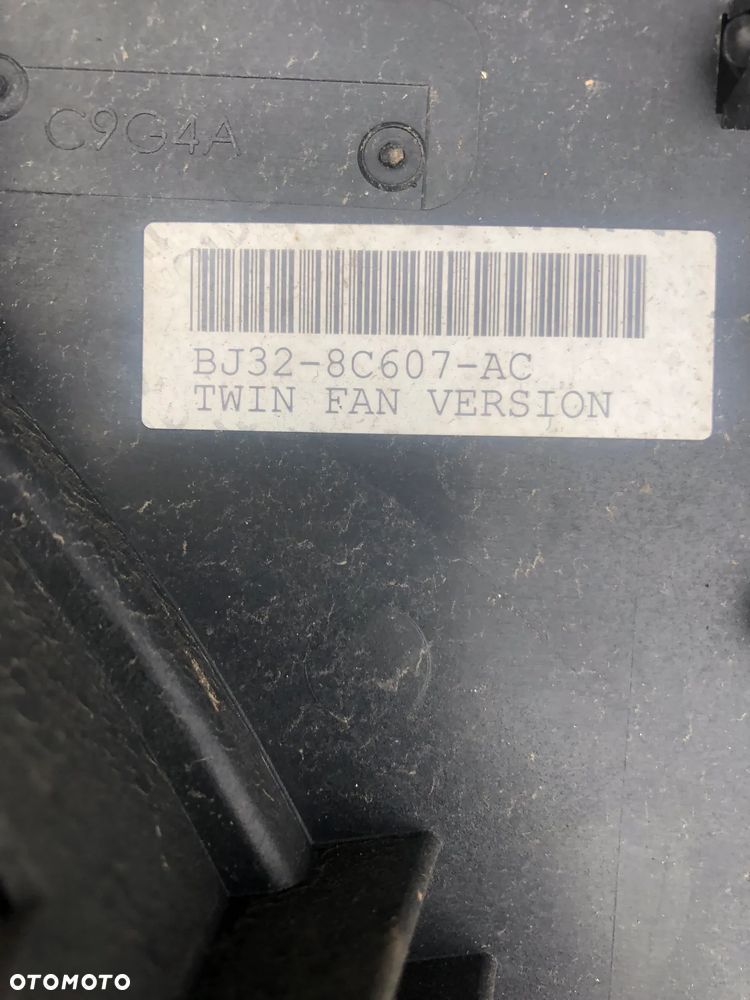 C9G4A
BJ32-8C607-AC
TWIN FAN VERSION
OTOMOTO